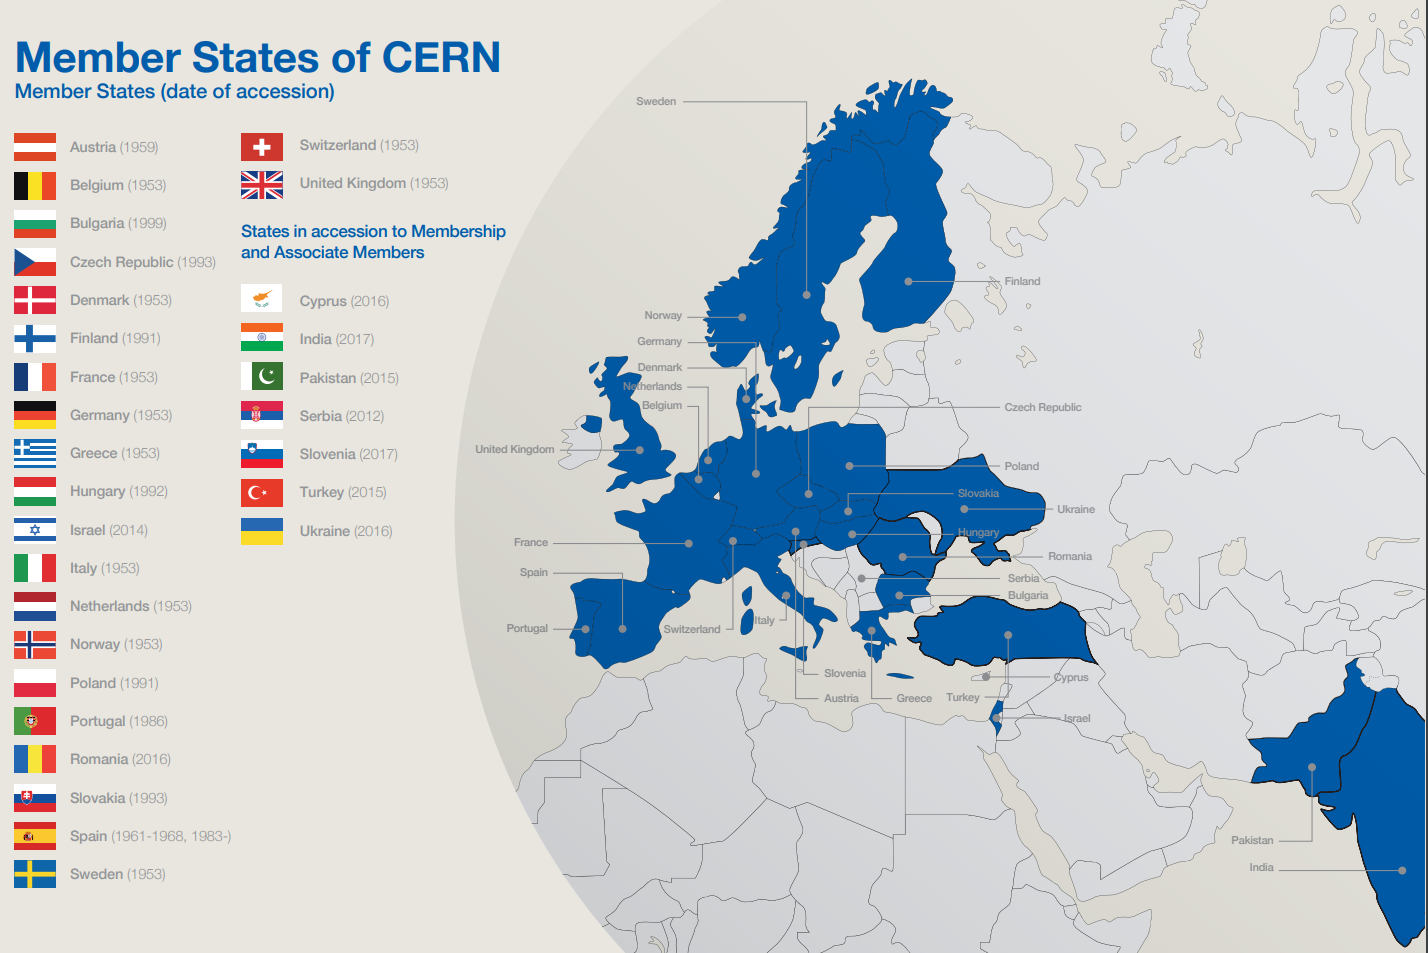 Member States of CERN
Member States (date of accession)
Austria (1959)
Belgium (1953)
Bulgaria (1999)
Czech Republic (1993)
Denmark (1953)
Finland (1991)
France (1953)
Germany (1953)
Greece (1953)
Hungary (1992)
Israel (2014)
Italy (1953)
Netherlands (1953)
Norway (1953)
Poland (1991)
Portugal (1986)
Romania (2016)
Slovakia (1993)
Spain (1961-1968, 1983-)
Sweden (1953)
Switzerland (1953)
United Kingdom (1953)
States in accession to Membership
and Associate Members
Cyprus (2016)
India (2017)
Pakistan (2015)
Serbia (2012)
Slovenia (2017)
Turkey (2015)
Ukraine (2016)
Sweden
Finland
Norway
Germany
Denmark
Netherlands
Belgium
Czech Republic
United Kingdom
Poland
Slovakia
Ukraine
Hungary
France
Romania
Spain
Serbia
Bulgaria
Italy
Portugal
Switzerland
Slovenia
Cyprus
Austria
Greece
Turkey
Israel
Pakistan
India